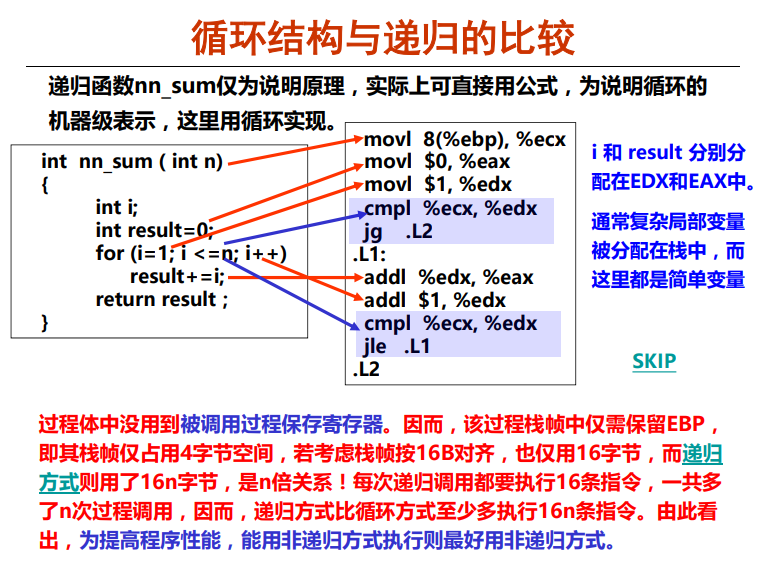 循环结构与递归的比较
递归函数nn_sum仅为说明原理，实际上可直接用公式，为说明循环的
机器级表示，这里用循环实现。
int nn_sum ( int n)
{
int i;
int result=0;
for (i=1; i <=n; i++)
result+=i;
return result ;
}
movl 8(%ebp), %ecx
movl $0, %eax
movl $1, %edx
cmpl %ecx, %edx
jg .L2
.L1:
addl %edx, %eax
addl $1, %edx
cmpl %ecx, %edx
jle .L1
.L2
i 和 result 分别分
配在EDX和EAX中。
通常复杂局部变量
被分配在栈中，而
这里都是简单变量
SKIP
过程体中没用到被调用过程保存寄存器。因而，该过程栈帧中仅需保留EBP，
即其栈帧仅占用4字节空间，若考虑栈帧按16B对齐，也仅用16字节，而递归
方式则用了16n字节，是n倍关系！每次递归调用都要执行16条指令，一共多
了n次过程调用，因而，递归方式比循环方式至少多执行16n条指令。由此看
出，为提高程序性能，能用非递归方式执行则最好用非递归方式。